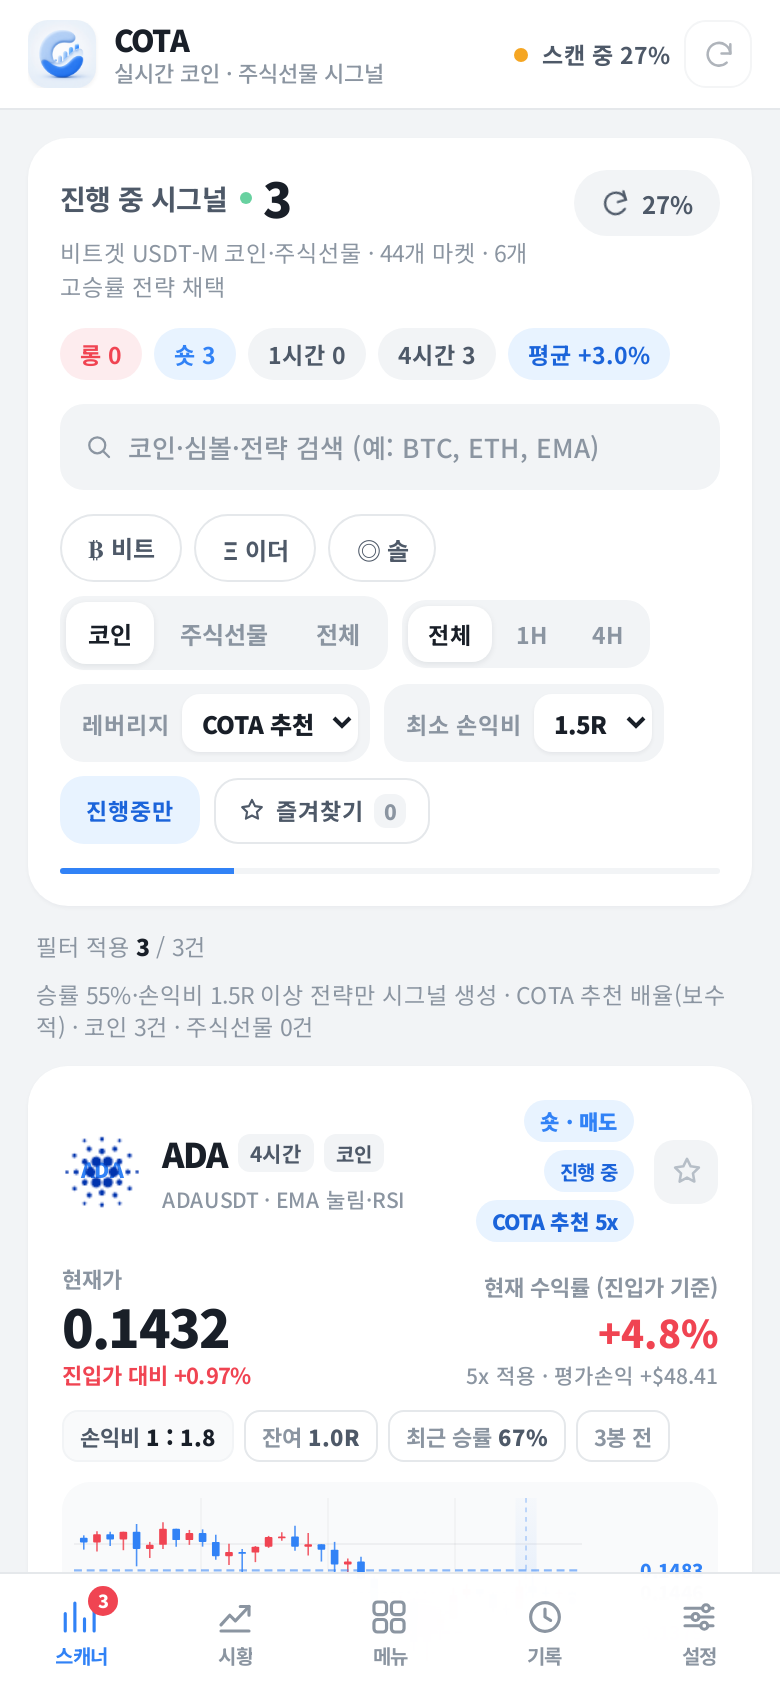 COTA
실시간 코인 · 주식선물 시그널
스캔 중 27%
진행 중 시그널 3
27%
비트겟 USDT-M 코인·주식선물 · 44개 마켓 · 6개
고승률 전략 채택
롱 0
숏 3
1시간 0
4시간 3
평균 +3.0%
코인·심볼·전략 검색 (예: BTC, ETH, EMA)
₿ 비트
Ξ 이더
◎ 솔
코인
주식선물
전체
전체
1H
4H
레버리지
COTA 추천
최소 손익비
1.5R
진행중만
즐겨찾기 0
필터 적용 3 / 3건
승률 55%·손익비 1.5R 이상 전략만 시그널 생성 · COTA 추천 배율(보수
적) · 코인 3건 · 주식선물 0건
ADA
4시간
코인
ADAUSDT · EMA 눌림·RSI
숏 · 매도
진행 중
COTA 추천 5x
현재가
0.1432
진입가 대비 +0.97%
현재 수익률 (진입가 기준)
+4.8%
5x 적용 · 평가손익 +$48.41
손익비 1 : 1.8
잔여 1.0R
최근 승률 67%
3봉 전
0.1483
3
스캐너
시황
메뉴
기록
설정